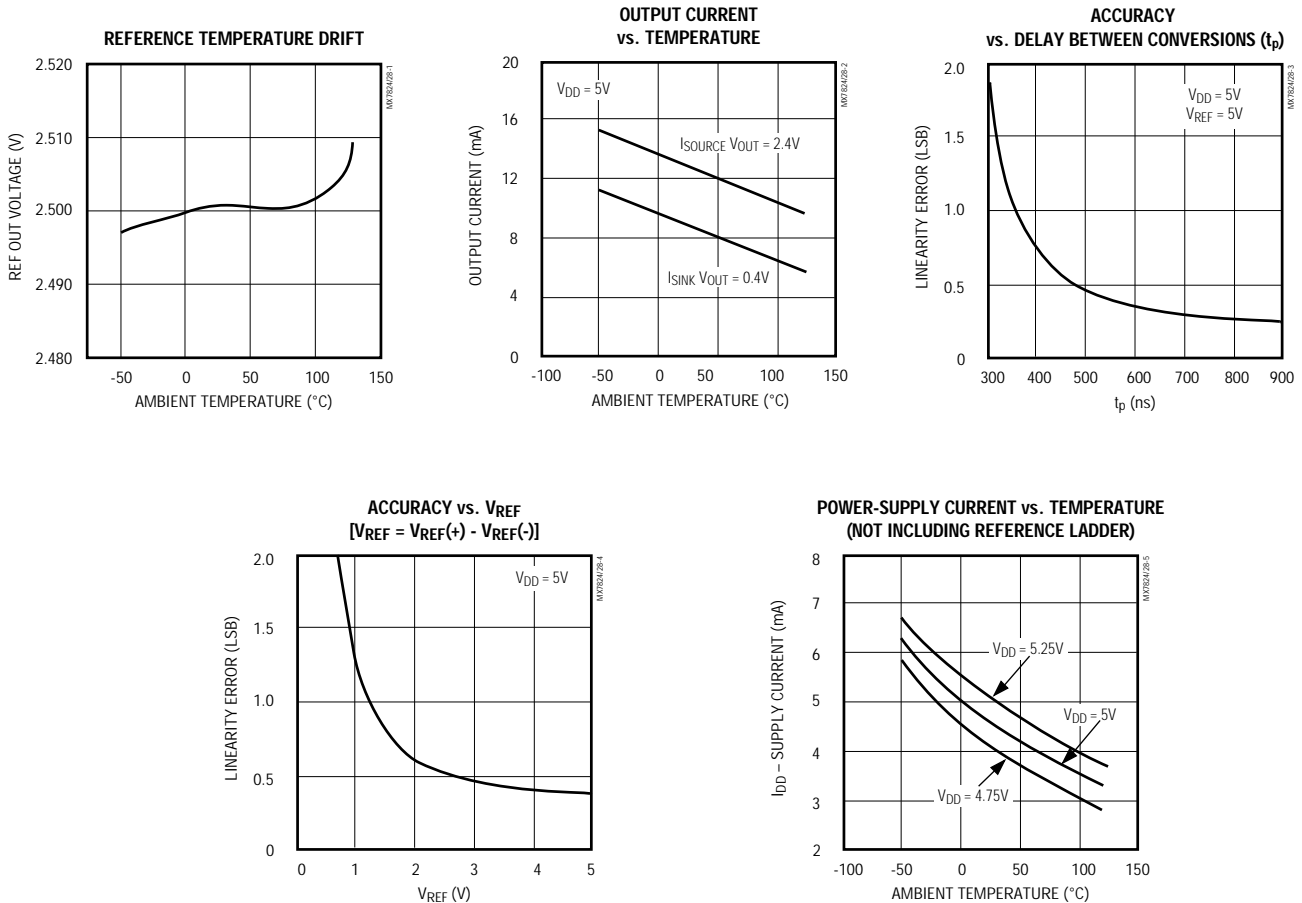 REFERENCE TEMPERATURE DRIFT
2.520
2.510
2.500
2.490
2.480
REF OUT VOLTAGE (V)
-50
0
50
100
150
AMBIENT TEMPERATURE (°C)
MX7824/28-1
OUTPUT CURRENT
vs. TEMPERATURE
20
16
12
8
4
0
OUTPUT CURRENT (mA)
VDD = 5V
ISOURCE VOUT = 2.4V
ISINK VOUT = 0.4V
-100
-50
0
50
100
150
AMBIENT TEMPERATURE (°C)
MX7824/28-2
ACCURACY
vs. DELAY BETWEEN CONVERSIONS (tp)
2.0
1.5
1.0
0.5
0
LINEARITY ERROR (LSB)
VDD = 5V
VREF = 5V
300
400
500
600
700
800
900
tp (ns)
MX7824/28-3
ACCURACY vs. VREF
[VREF = VREF(+) - VREF(-)]
2.0
1.5
1.0
0.5
0
LINEARITY ERROR (LSB)
VDD = 5V
0
1
2
3
4
5
VREF (V)
MX7824/28-4
POWER-SUPPLY CURRENT vs. TEMPERATURE
(NOT INCLUDING REFERENCE LADDER)
8
7
6
5
4
3
2
IDD – SUPPLY CURRENT (mA)
VDD = 5.25V
VDD = 5V
VDD = 4.75V
-100
-50
0
50
100
150
AMBIENT TEMPERATURE (°C)
MX7824/28-5